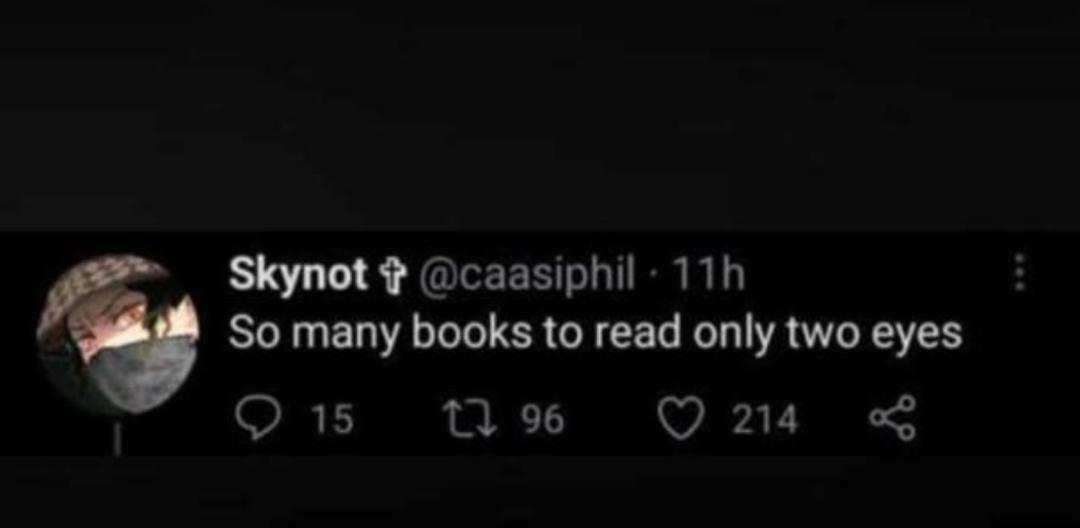 Skynot ✞ @caasiphil · 11h
So many books to read only two eyes
15 96 214